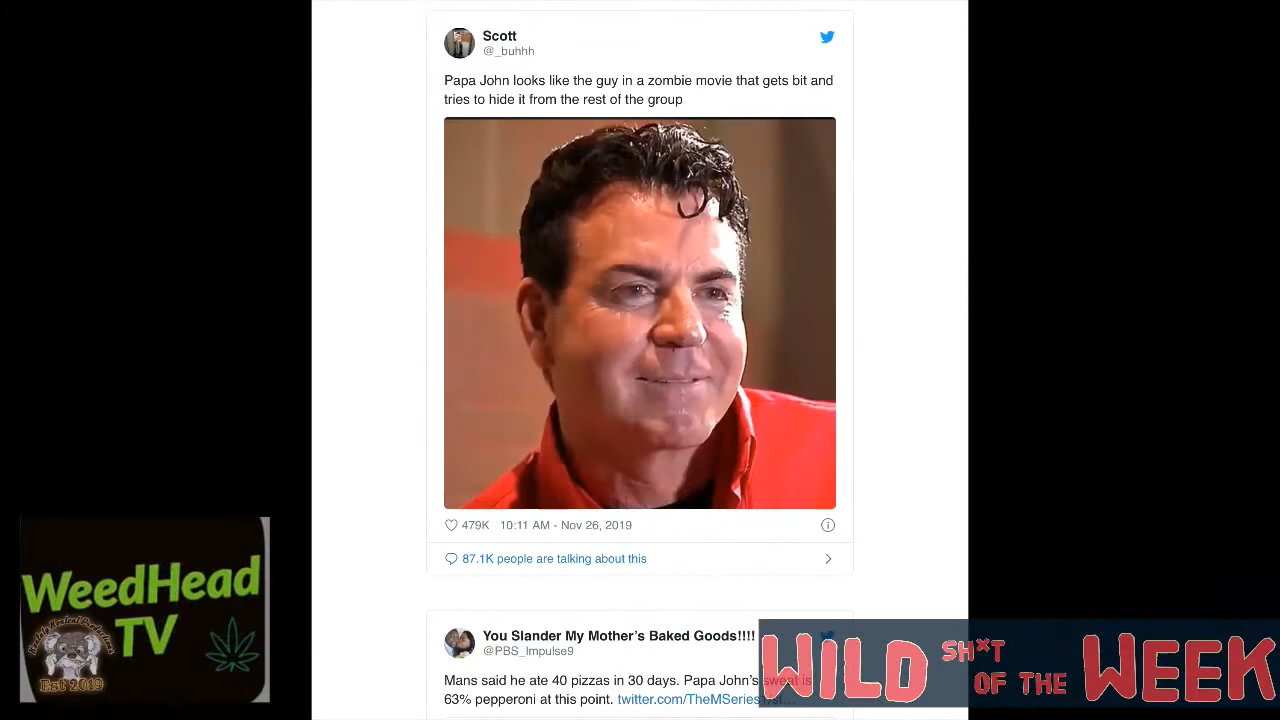 Scott
@_buhhh
Papa John looks like the guy in a zombie movie that gets bit and
tries to hide it from the rest of the group
479K 10:11 AM - Nov 26, 2019
87.1K people are talking about this
You Slander My Mother's Baked Goods!!!!
@PBS_Impulse9
Mans said he ate 40 pizzas in 30 days. Papa John's sweat is
63% pepperoni at this point. twitter.com/TheMSeries
WeedHead
TV
Est 2019
WILD SH*T OF THE WEEK